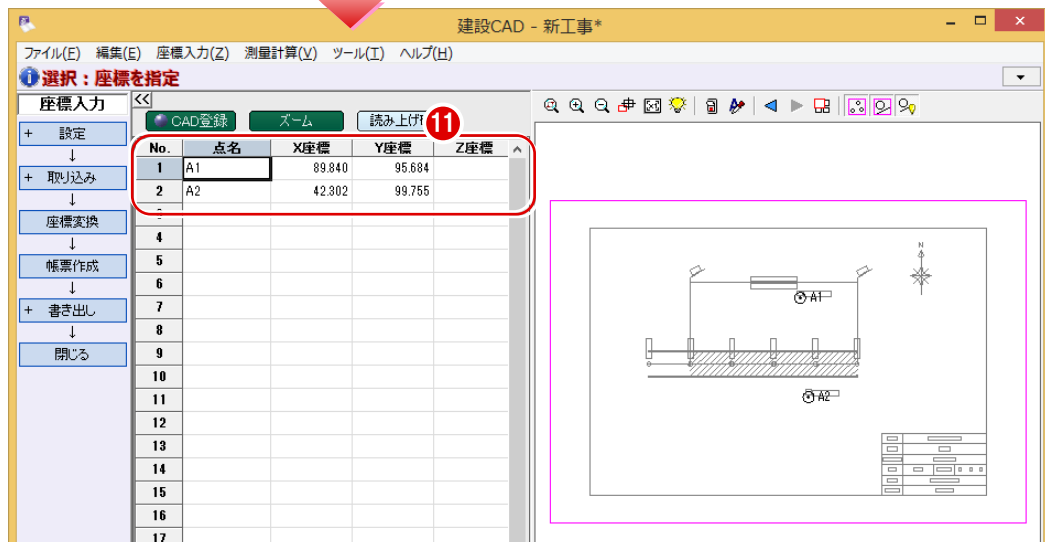 建設CAD - 新工事*
ファイル(F) 編集(E) 座標入力(Z) 測量計算(V) ツール(T) ヘルプ(H)
選択：座標を指定
座標入力
+ 設定
↓
+ 取り込み
↓
座標変換
↓
帳票作成
↓
+ 書き出し
↓
閉じる
<<
CAD登録 ズーム 読み上げ
11
No. 点名 X座標 Y座標 Z座標
1 A1 89.840 95.684
2 A2 42.302 99.755
3
4
5
6
7
8
9
10
11
12
13
14
15
16
17
N
A1
A2